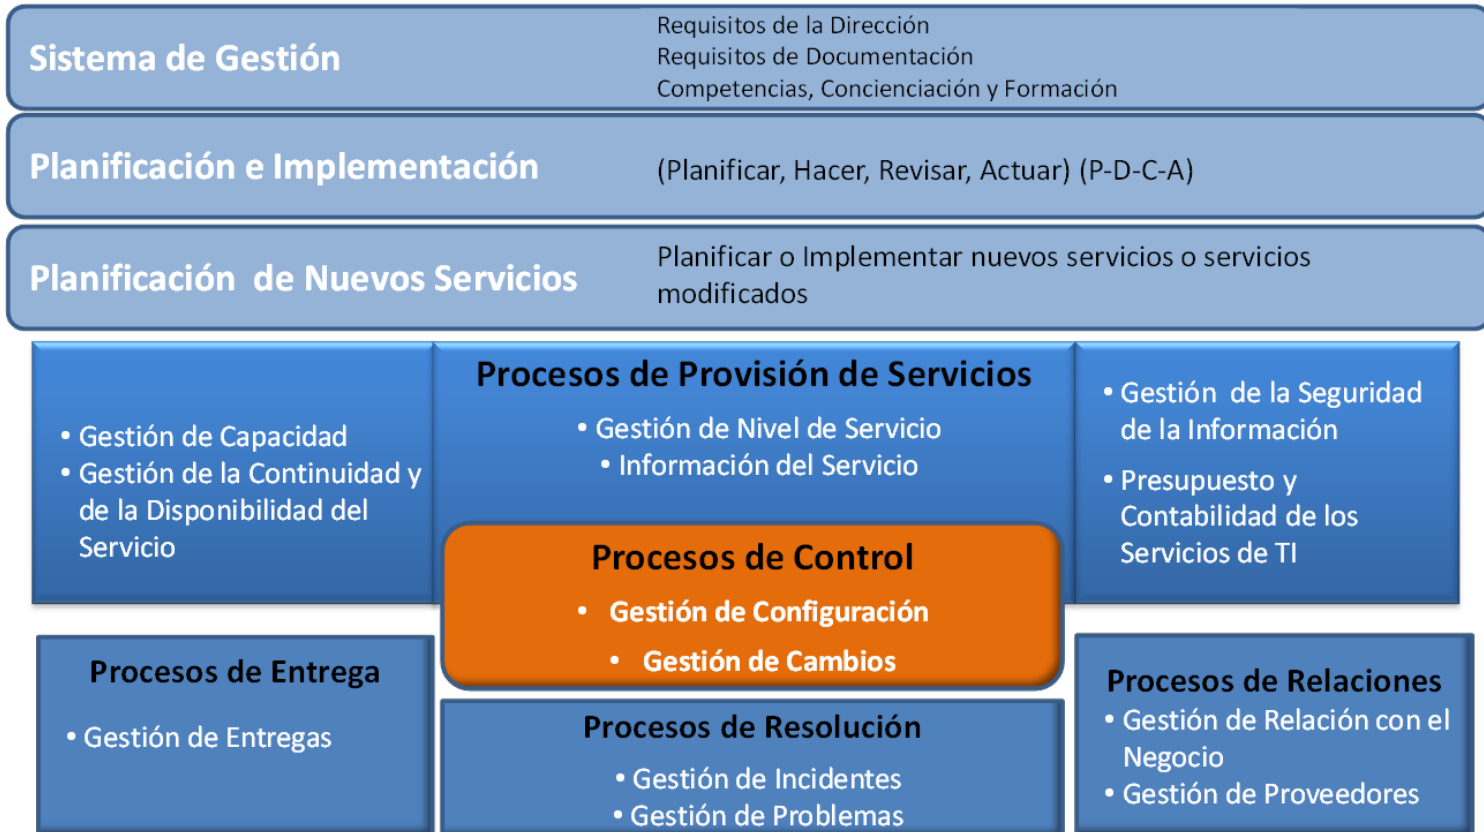 Sistema de Gestión
Requisitos de la Dirección
Requisitos de Documentación
Competencias, Concienciación y Formación
Planificación e Implementación
(Planificar, Hacer, Revisar, Actuar) (P-D-C-A)
Planificación de Nuevos Servicios
Planificar o Implementar nuevos servicios o servicios
modificados
• Gestión de Capacidad
• Gestión de la Continuidad y
de la Disponibilidad del
Servicio
Procesos de Provisión de Servicios
• Gestión de Nivel de Servicio
• Información del Servicio
• Gestión de la Seguridad
de la Información
• Presupuesto y
Contabilidad de los
Servicios de TI
Procesos de Control
• Gestión de Configuración
• Gestión de Cambios
Procesos de Entrega
• Gestión de Entregas
Procesos de Resolución
• Gestión de Incidentes
• Gestión de Problemas
Procesos de Relaciones
• Gestión de Relación con el
Negocio
• Gestión de Proveedores